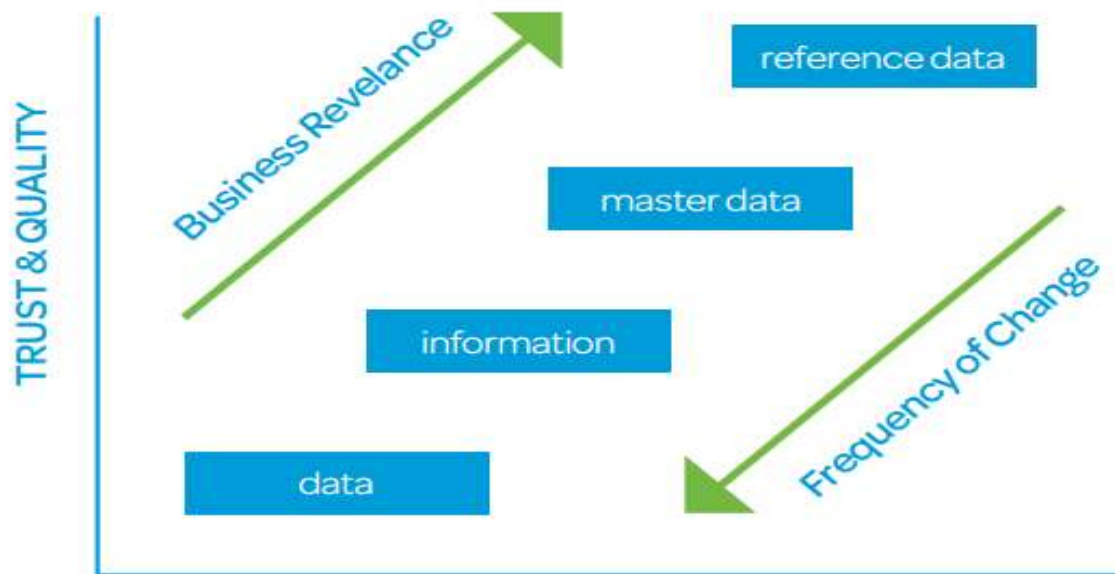 TRUST & QUALITY
Business Revelance
reference data
master data
information
data
Frequency of Change